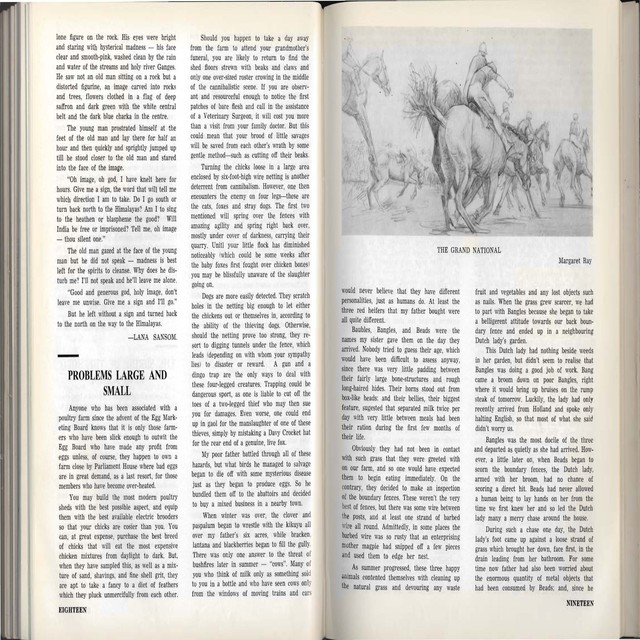 lone figure on the rock. His eyes were bright
and staring with hysterical madness — his face
clear and smooth-pink, washed clean by the rain
and water of the streams and holy river Ganges.
He saw not an old man sitting on a rock but a
distorted figurine, an image carved into rocks
and trees, flowers clothed in a flag of deep
saffron and dark green with the white central
belt and the dark blue charka in the centre.
The young man prostrated himself at the
feet of the old man and lay there for half an
hour and then quickly and sprightly jumped up
till he stood closer to the old man and stared
into the face of the image.
"Oh image, oh god, I have knelt here for
hours. Give me a sign, the word that will tell me
which direction I am to take. Do I go south or
turn back north to the Himalayas? Am I to sing
to the heathen or blaspheme the good? Will
India be free or imprisoned? Tell me, oh image
— thou silent one."
The old man gazed at the face of the young
man but he did not speak — madness is best
left for the spirits to cleanse. Why does he dis-
turb me? I'll not speak and he'll leave me alone.
"Good and generous god, holy image, don't
leave me unwise. Give me a sign and I'll go."
But he left without a sign and turned back
to the north on the way to the Himalayas.
—LANA SANSOM.
PROBLEMS LARGE AND
SMALL
Anyone who has been associated with a
poultry farm since the advent of the Egg Mark-
eting Board knows that it is only those farm-
ers who have been slick enough to outwit the
Egg Board who have made any profit from
eggs unless, of course, they happen to own a
farm close by Parliament House where bad eggs
are in great demand, as a last resort, for those
members who have become over-heated.
You may build the most modern poultry
sheds with the best possible aspect, and equip
them with the best available electric brooders
so that your chicks are cosier than you. You
can, at great expense, purchase the best breed
of chicks that will eat the most expensive
chicken mixtures from daylight to dark. But,
when they have sampled this, as well as a mix-
ture of sand, shavings, and fine shell grit, they
are apt to take a fancy to a diet of feathers
which they pluck unmercifully from each other.
EIGHTEEN
Should you happen to take a day away
from the farm to attend your grandmother's
funeral, you are likely to return to find the
shed floors strewn with beaks and claws and
only one over-sized rooster crowing in the middle
of the cannibalistic scene. If you are observ-
ant and resourceful enough to notice the first
patches of bare flesh and call in the assistance
of a Veterinary Surgeon, it will cost you more
than a visit from your family doctor. But this
could mean that your brood of little savages
will be saved from each other's wrath by some
gentle method—such as cutting off their beaks.
Turning the chicks loose in a large area
enclosed by six-foot-high wire netting is another
deterrent from cannibalism. However, one then
encounters the enemy on four legs—these are
the cats, foxes and stray dogs. The first two
mentioned will spring over the fences with
amazing agility and spring right back over,
mostly under cover of darkness, carrying their
quarry. Until your little flock has diminished
noticeably (which could be some weeks after
the baby foxes first fought over chicken bones)
you may be blissfully unaware of the slaughter
going on.
Dogs are more easily detected. They scratch
holes in the netting big enough to let either
the chickens out or themselves in, according to
the ability of the thieving dogs. Otherwise,
should the netting prove too strong, they re-
sort to digging tunnels under the fence, which
leads (depending on with whom your sympathy
lies) to disaster or reward. A gun and a
dingo trap are the only ways to deal with
these four-legged creatures. Trapping could be
dangerous sport, as one is liable to cut off the
toes of a two-legged thief who may then sue
you for damages. Even worse, one could end
up in gaol for the manslaughter of one of these
thieves, simply by mistaking a Davy Crocket hat
for the rear end of a genuine, live fox.
My poor father battled through all of these
hazards, but what birds he managed to salvage
began to die off with some mysterious disease
just as they began to produce eggs. So he
bundled them off to the abattoirs and decided
to buy a mixed business in a nearby town.
When winter was over, the clover and
paspalum began to wrestle with the kikuyu all
over my father's six acres, while bracken,
lantana and blackberries began to fill the gully.
There was only one answer to the threat of
bushfires later in summer — "cows". Many of
you who think of milk only as something sold
to you in a bottle and who have seen cows only
from the windows of moving trains and cars
THE GRAND NATIONAL
Margaret Ray
would never believe that they have different
personalities, just as humans do. At least the
three red heifers that my father bought were
all quite different.
Baubles, Bangles, and Beads were the
names my sister gave them on the day they
arrived. Nobody tried to guess their age, which
would have been difficult to assess anyway,
since there was very little padding between
their fairly large bone-structures and rough
long-haired hides. Their horns stood out from
box-like heads: and their bellies, their biggest
feature, suggested that separated milk twice per
day with very little between meals had been
their ration during the first few months of
their life.
Obviously they had not been in contact
with such grass that they were greeted with
on our farm, and so one would have expected
them to begin eating immediately. On the
contrary, they decided to make an inspection
of the boundary fences. These weren't the very
best of fences, but there was some wire between
the posts, and at least one strand of barbed
wire all round. Admittedly, in some places the
barbed wire was so rusty that an enterprising
mother magpie had nipped off a few pieces
and used them to edge her nest.
As summer progressed, these three happy
animals contented themselves with cleaning up
the natural grass and devouring any waste
fruit and vegetables and any lost objects such
as nails. When the grass grew scarcer, we had
to part with Bangles because she began to take
a belligerent attitude towards our back boun-
dary fence and ended up in a neighbouring
Dutch lady's garden.
This Dutch lady had nothing beside weeds
in her garden, but didn't seem to realise that
Bangles was doing a good job of work. Bang
came a broom down on poor Bangles, right
where it would bring up bruises on the rump
steak of tomorrow. Luckily, the lady had only
recently arrived from Holland and spoke only
halting English, so that most of what she said
didn't worry us.
Bangles was the most docile of the three
and departed as quietly as she had arrived. How-
ever, a little later on, when Beads began to
scorn the boundary fences, the Dutch lady,
armed with her broom, had no chance of
scoring a direct hit. Beads had never allowed
a human being to lay hands on her from the
time we first knew her and so led the Dutch
lady many a merry chase around the house.
During such a chase one day, the Dutch
lady's foot came up against a loose strand of
grass which brought her down, face first, in the
drain leading from her bathroom. For some
time now father had also been worried about
the enormous quantity of metal objects that
had been consumed by Beads; and, since he
NINETEEN